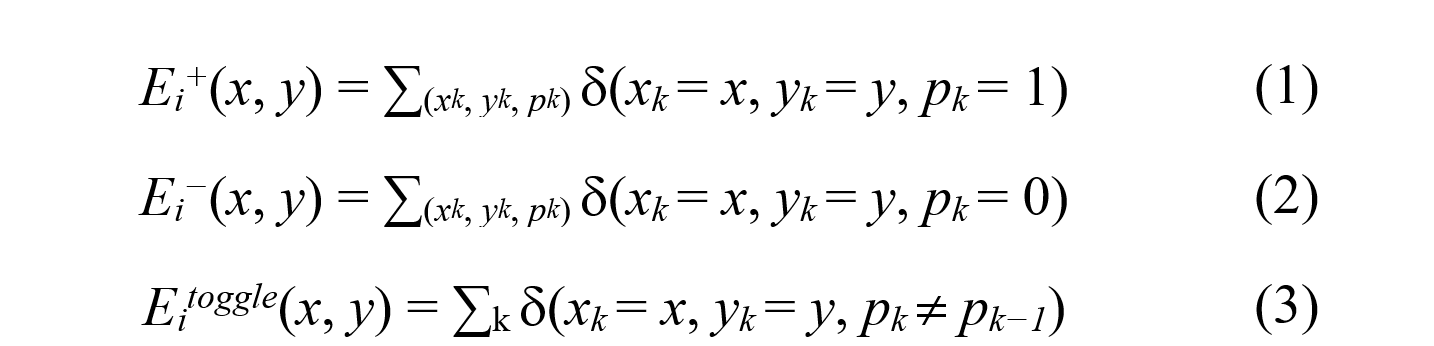 Eᵢ⁺(x, y) = ∑₍xᵏ, yᵏ, pᵏ₎ δ(xₖ = x, yₖ = y, pₖ = 1) (1)
Eᵢ⁻(x, y) = ∑₍xᵏ, yᵏ, pᵏ₎ δ(xₖ = x, yₖ = y, pₖ = 0) (2)
Eᵢᵗᵒᵍᵍˡᵉ(x, y) = ∑ₖ δ(xₖ = x, yₖ = y, pₖ ≠ pₖ₋₁) (3)